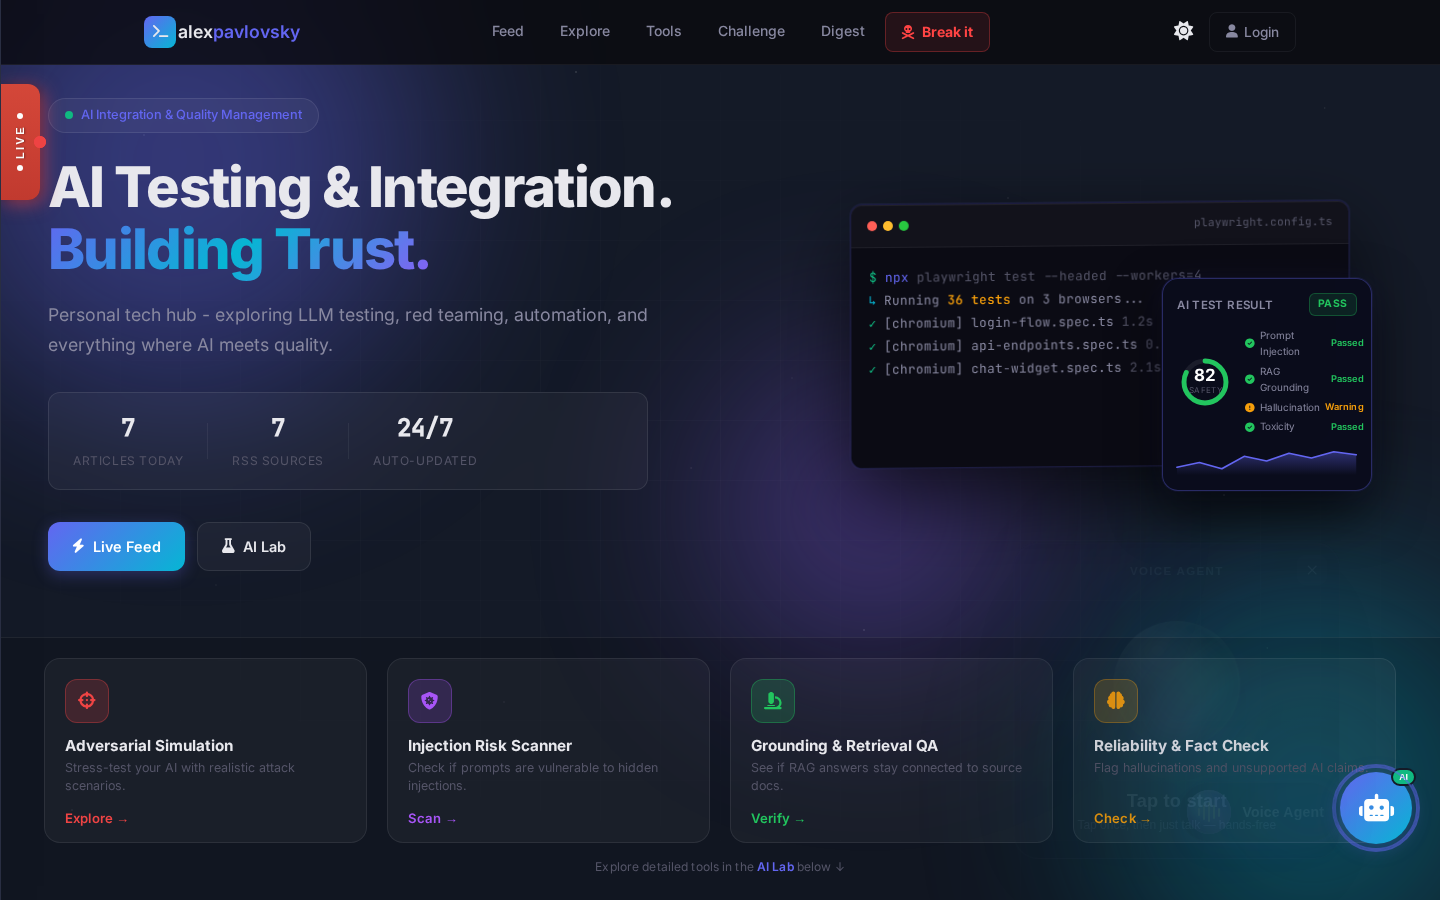 alexpavlovsky
Feed
Explore
Tools
Challenge
Digest
Break it
Login
LIVE
AI Integration & Quality Management
AI Testing & Integration.
Building Trust.
Personal tech hub - exploring LLM testing, red teaming, automation, and
everything where AI meets quality.
7
ARTICLES TODAY
7
RSS SOURCES
24/7
AUTO-UPDATED
Live Feed
AI Lab
playwright.config.ts
$ npx playwright test --headed --workers=4
↳ Running 36 tests on 3 browsers...
✓ [chromium] login-flow.spec.ts 1.2s
✓ [chromium] api-endpoints.spec.ts 0.
✓ [chromium] chat-widget.spec.ts 2.1s
AI TEST RESULT
PASS
82
SAFETY
Prompt
Injection
Passed
RAG
Grounding
Passed
Hallucination
Warning
Toxicity
Passed
VOICE AGENT
Adversarial Simulation
Stress-test your AI with realistic attack
scenarios.
Explore →
Injection Risk Scanner
Check if prompts are vulnerable to hidden
injections.
Scan →
Grounding & Retrieval QA
See if RAG answers stay connected to source
docs.
Verify →
Reliability & Fact Check
Flag hallucinations and unsupported AI claims.
Check →
Tap to start
Voice Agent
AI
Explore detailed tools in the AI Lab below ↓